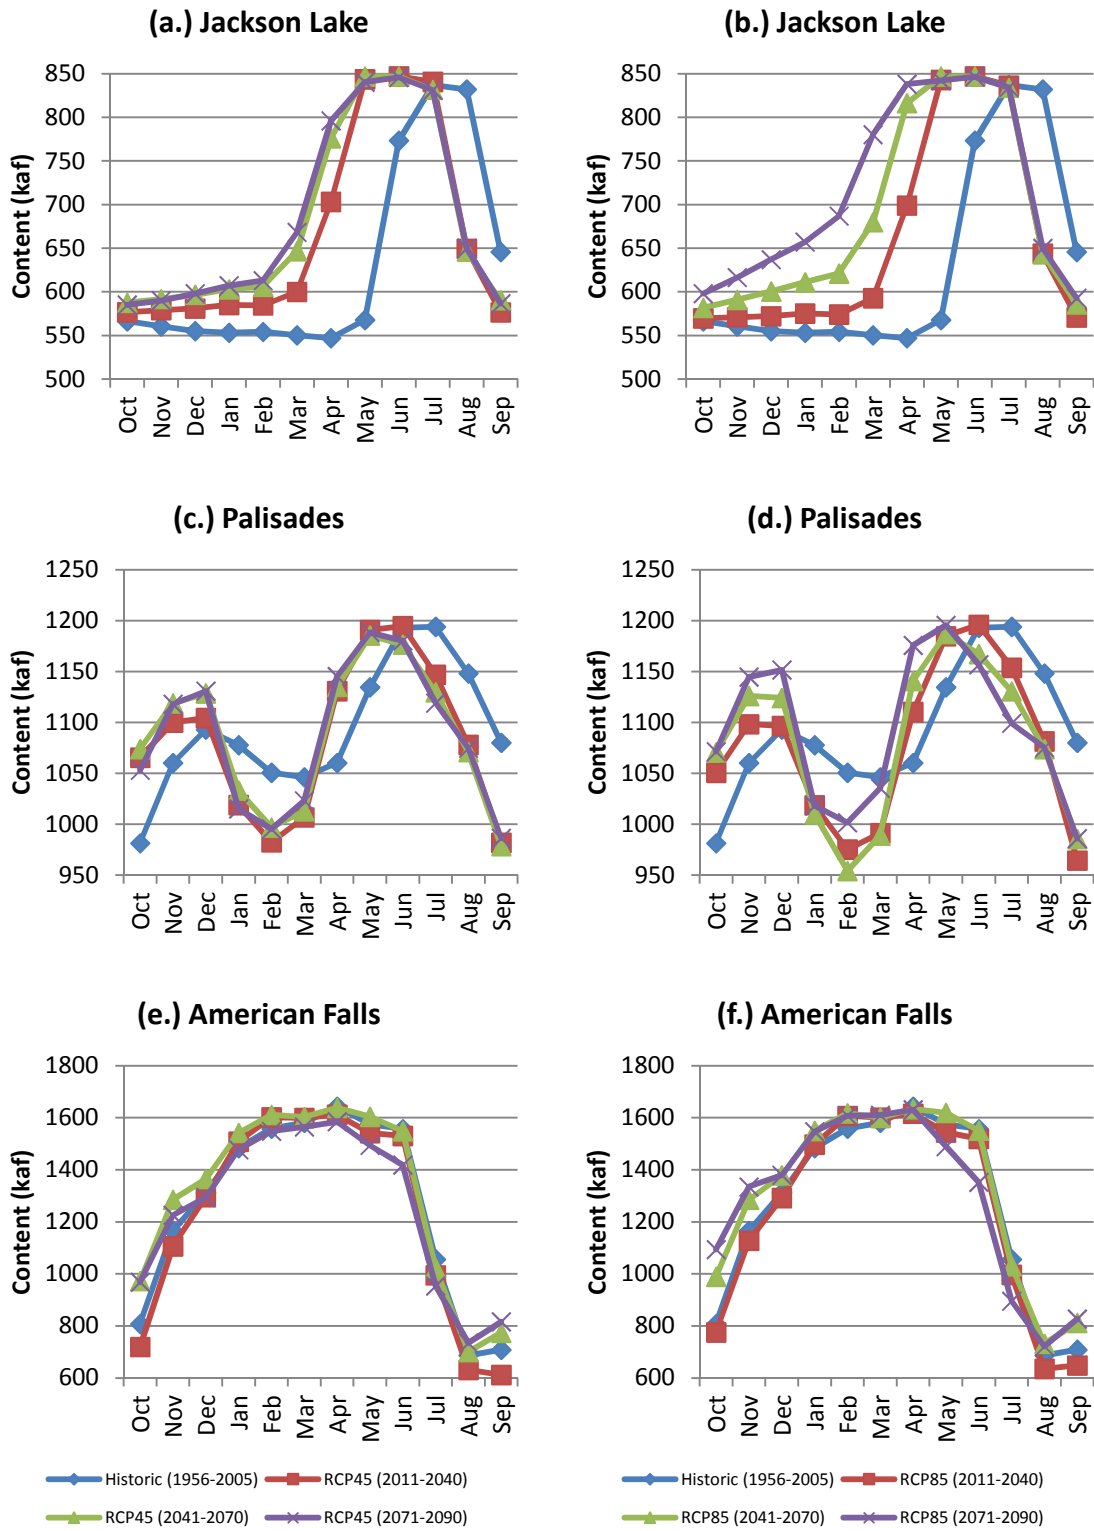 (a.) Jackson Lake
Content (kaf)
850
800
750
700
650
600
550
500
Oct Nov Dec Jan Feb Mar Apr May Jun Jul Aug Sep
(b.) Jackson Lake
Content (kaf)
850
800
750
700
650
600
550
500
Oct Nov Dec Jan Feb Mar Apr May Jun Jul Aug Sep
(c.) Palisades
Content (kaf)
1250
1200
1150
1100
1050
1000
950
Oct Nov Dec Jan Feb Mar Apr May Jun Jul Aug Sep
(d.) Palisades
Content (kaf)
1250
1200
1150
1100
1050
1000
950
Oct Nov Dec Jan Feb Mar Apr May Jun Jul Aug Sep
(e.) American Falls
Content (kaf)
1800
1600
1400
1200
1000
800
600
Oct Nov Dec Jan Feb Mar Apr May Jun Jul Aug Sep
Historic (1956-2005) RCP45 (2011-2040)
RCP45 (2041-2070) RCP45 (2071-2090)
(f.) American Falls
Content (kaf)
1800
1600
1400
1200
1000
800
600
Oct Nov Dec Jan Feb Mar Apr May Jun Jul Aug Sep
Historic (1956-2005) RCP85 (2011-2040)
RCP85 (2041-2070) RCP85 (2071-2090)